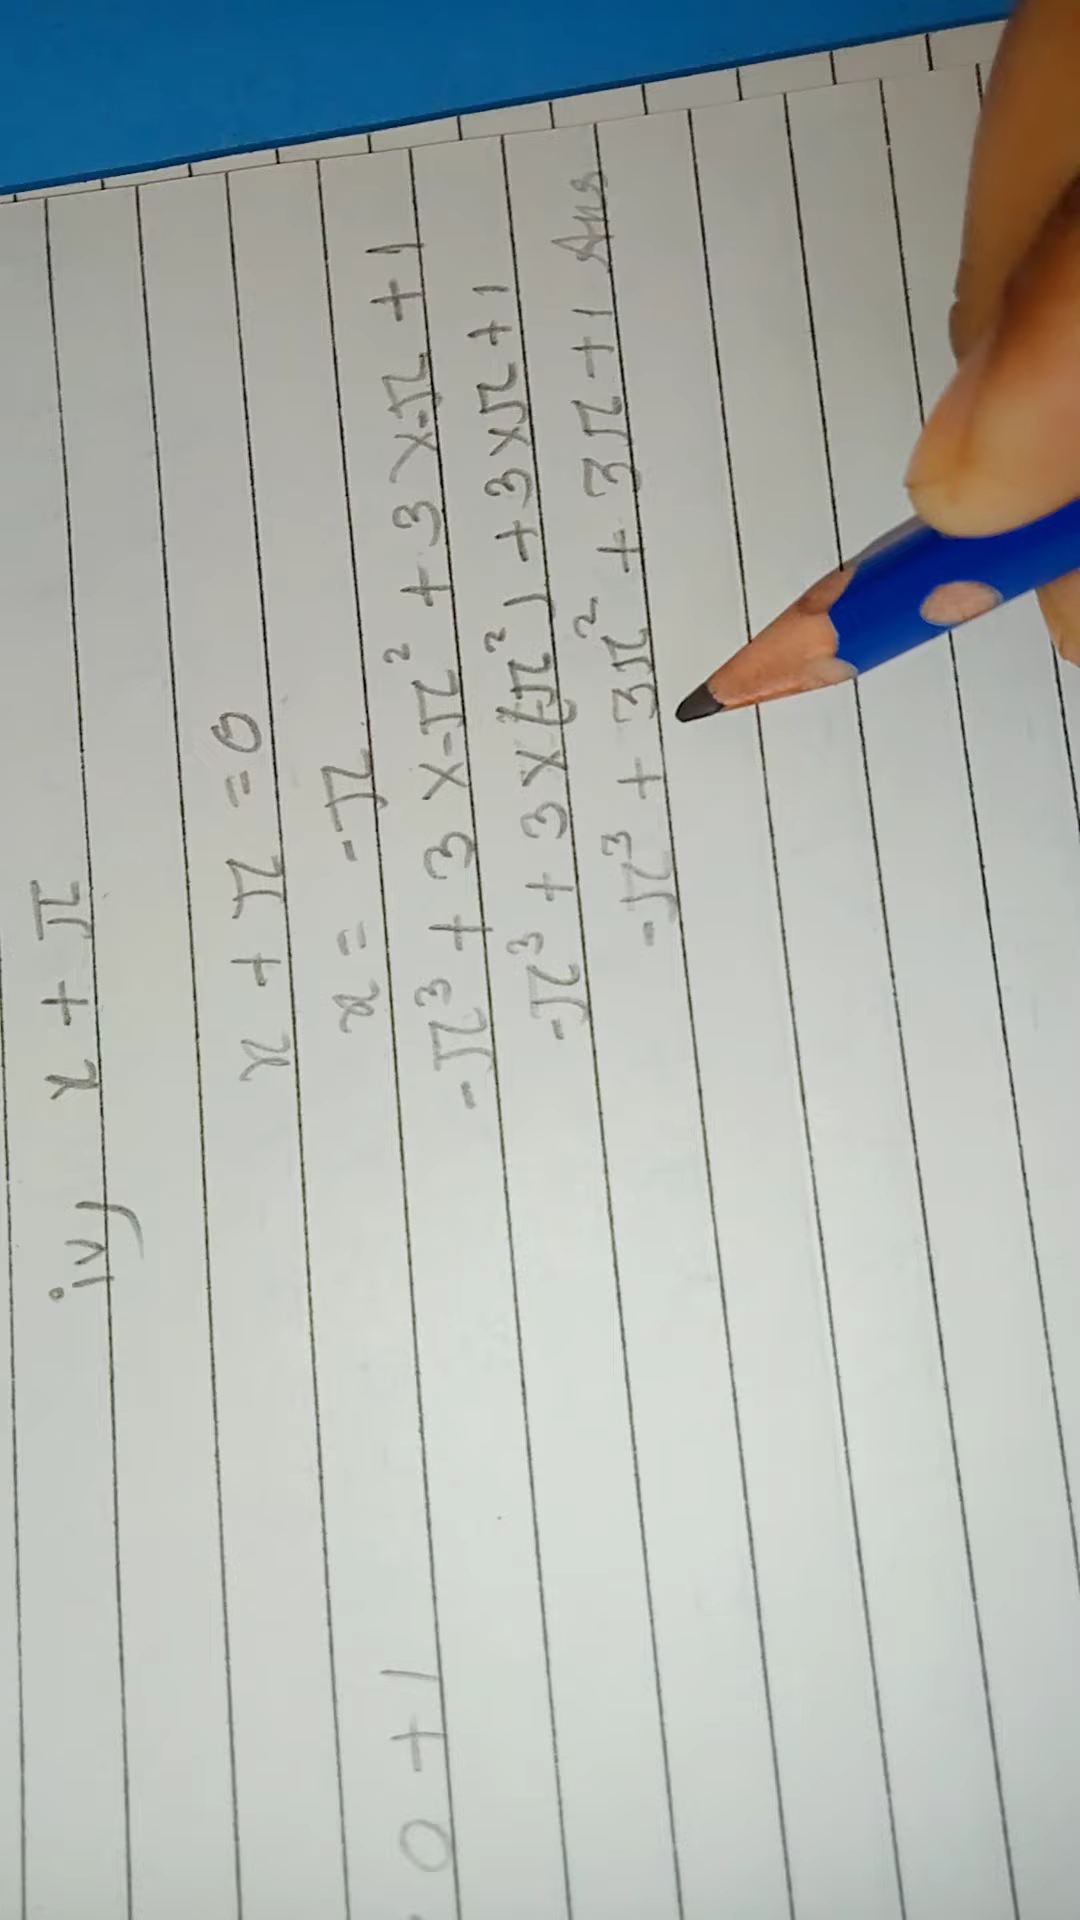 iv) x + π
x + π = 0
x = -π
-π³ + 3 x -π² + 3 x -π + 1
-π³ + 3 x (-π²) + 3 x π + 1
-π³ + 3π² + 3π + 1 Ans
0 + 1